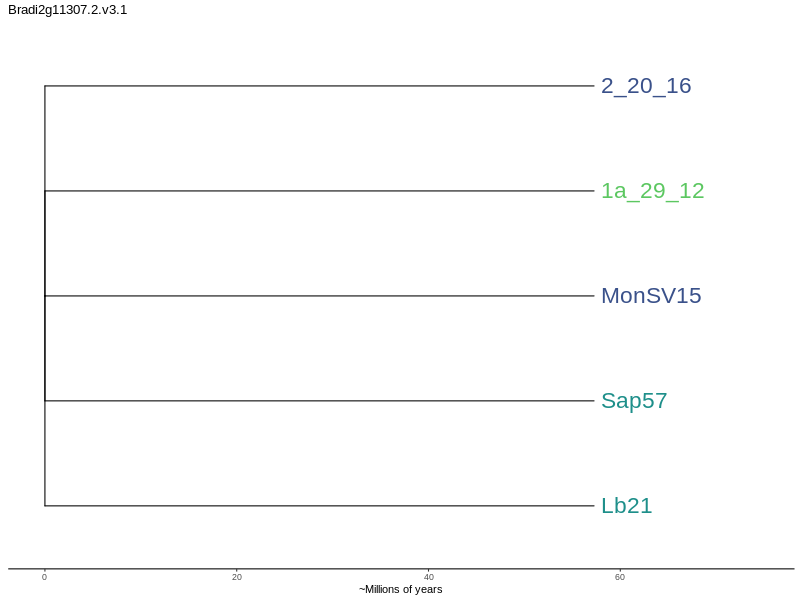 Bradi2g11307.2.v3.1
2_20_16
1a_29_12
MonSV15
Sap57
Lb21
0 20 40 60
~Millions of years